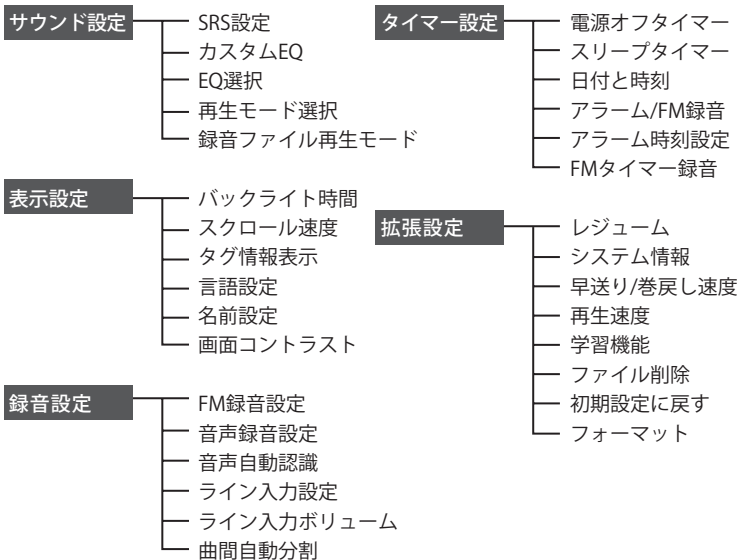 サウンド設定
SRS設定
カスタムEQ
EQ選択
再生モード選択
録音ファイル再生モード
表示設定
バックライト時間
スクロール速度
タグ情報表示
言語設定
名前設定
画面コントラスト
録音設定
FM録音設定
音声録音設定
音声自動認識
ライン入力設定
ライン入力ボリューム
曲間自動分割
タイマー設定
電源オフタイマー
スリープタイマー
日付と時刻
アラーム/FM録音
アラーム時刻設定
FMタイマー録音
拡張設定
レジューム
システム情報
早送り/巻戻し速度
再生速度
学習機能
ファイル削除
初期設定に戻す
フォーマット